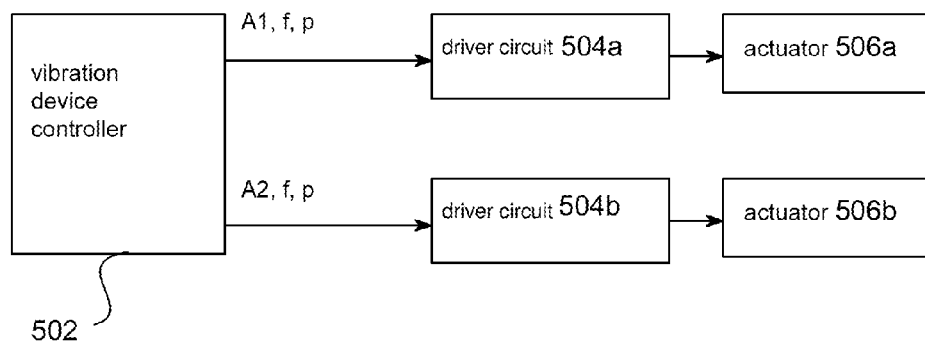 A1, f, p
vibration
device
controller
driver circuit 504a
actuator 506a
A2, f, p
driver circuit 504b
actuator 506b
502